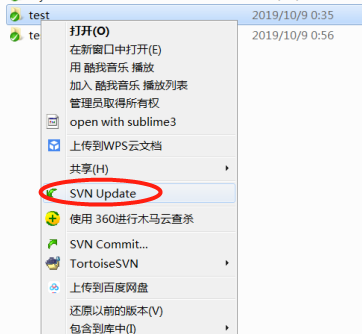 test 2019/10/9 0:35
te 2019/10/9 0:56
打开(O)
在新窗口中打开(E)
用 酷我音乐 播放
加入 酷我音乐 播放列表
管理员取得所有权
open with sublime3
上传到WPS云文档
共享(H)
SVN Update
使用 360进行木马云查杀
SVN Commit...
TortoiseSVN
上传到百度网盘
还原以前的版本(V)
包含到库中(I)